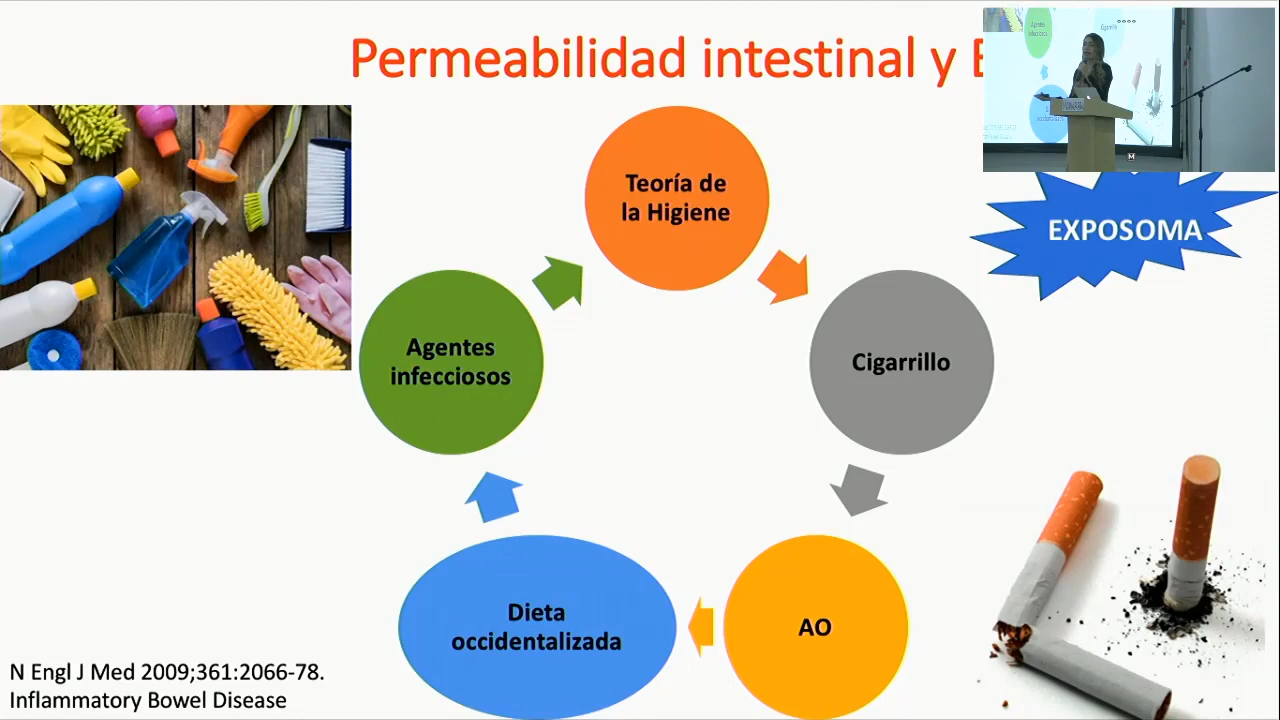 Permeabilidad intestinal y
Teoría de
la Higiene
EXPOSOMA
Agentes
infecciosos
Cigarrillo
Dieta
occidentalizada
AO
N Engl J Med 2009;361:2066-78.
Inflammatory Bowel Disease